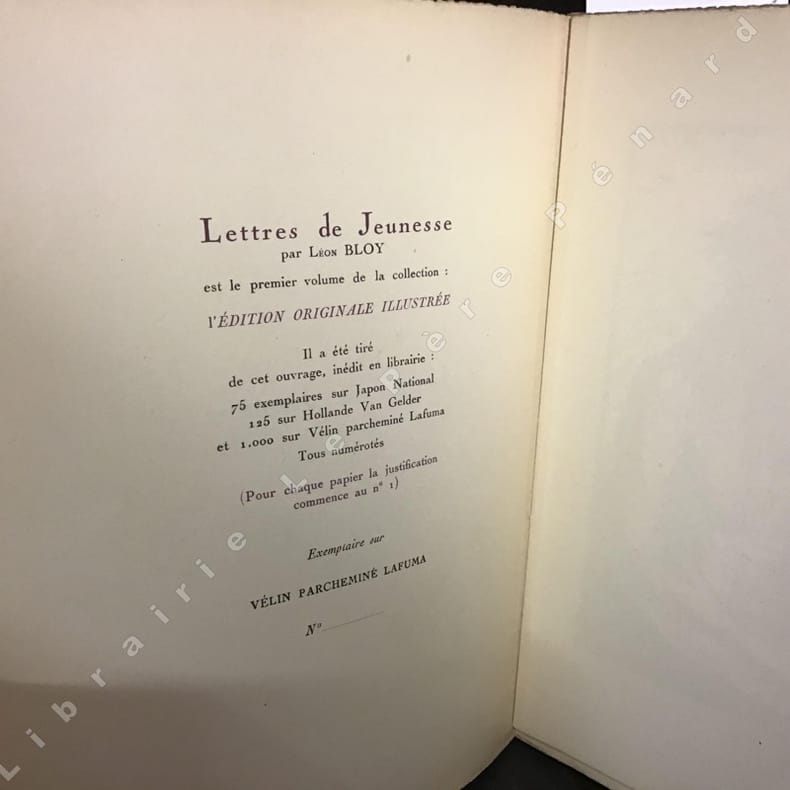 Lettres de Jeunesse
par Léon BLOY
est le premier volume de la collection :
l'ÉDITION ORIGINALE ILLUSTRÉE
Il a été tiré
de cet ouvrage, inédit en librairie :
75 exemplaires sur Japon National
125 sur Hollande Van Gelder
et 1.000 sur Vélin parcheminé Lafuma
Tous numérotés
(Pour chaque papier la justification
commence au n° 1)
Exemplaire sur
VÉLIN PARCHEMINÉ LAFUMA
N°
Librairie Le Père Pénard